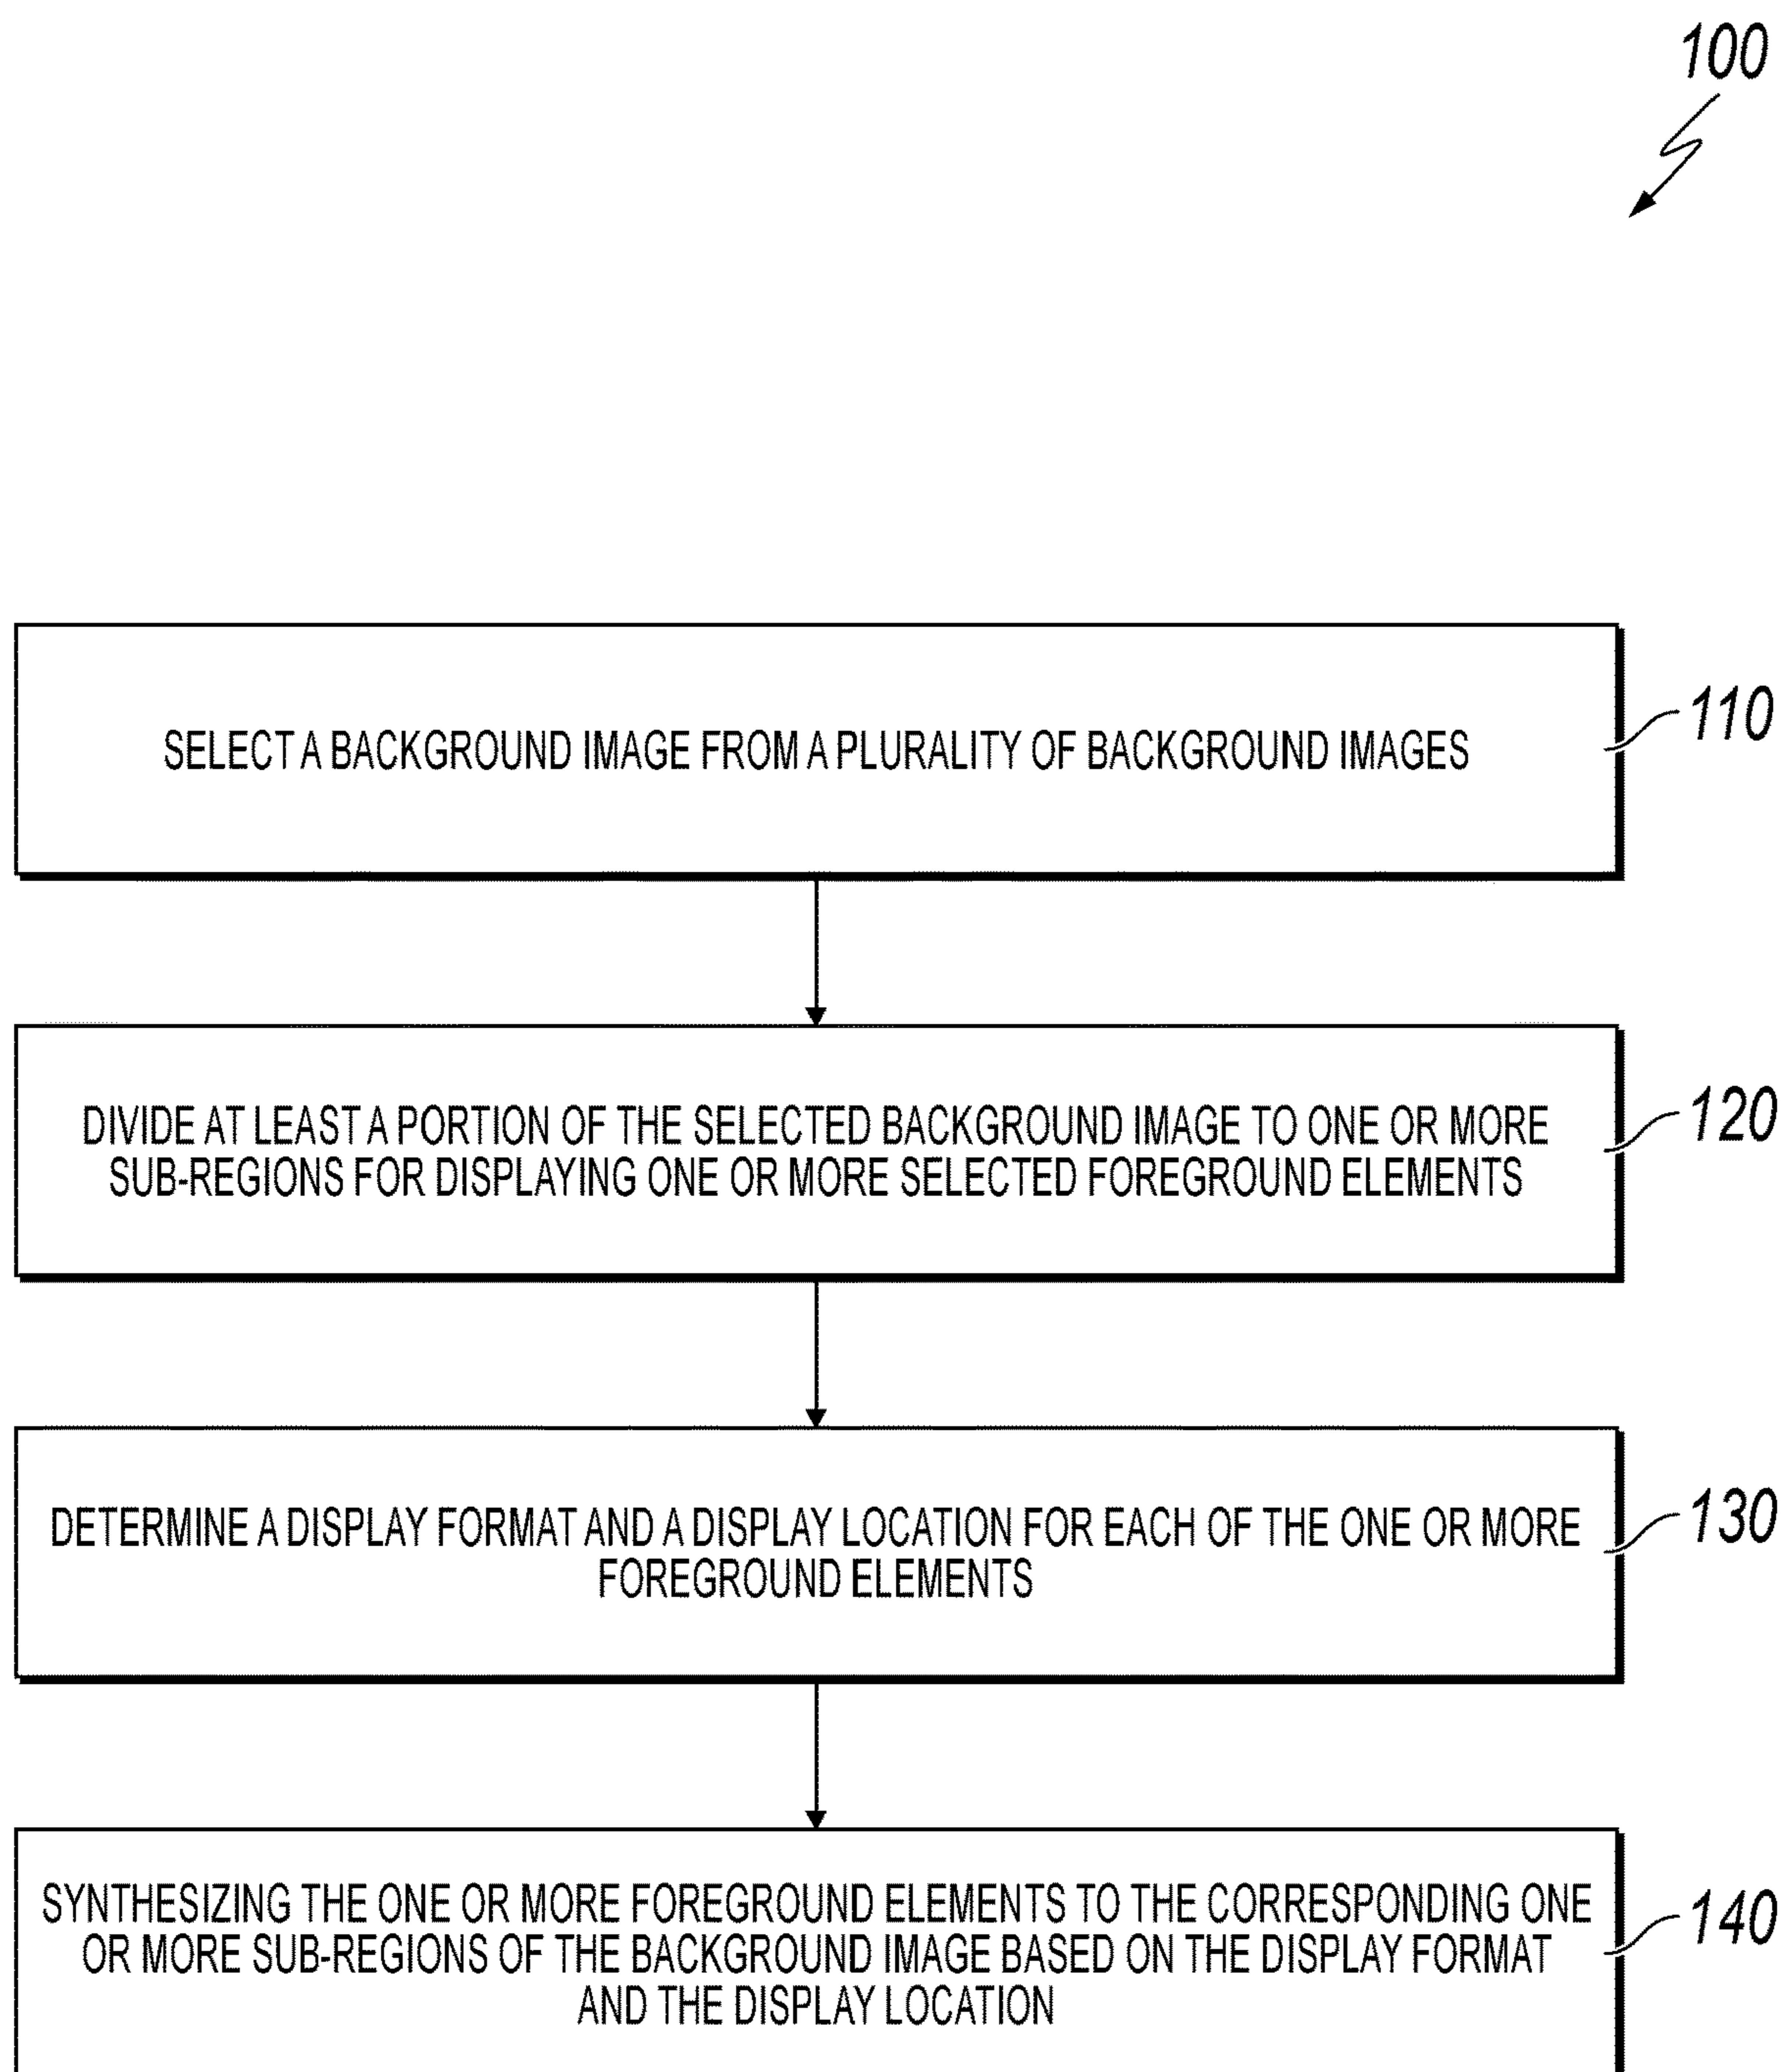 100
SELECT A BACKGROUND IMAGE FROM A PLURALITY OF BACKGROUND IMAGES
110
DIVIDE AT LEAST A PORTION OF THE SELECTED BACKGROUND IMAGE TO ONE OR MORE
SUB-REGIONS FOR DISPLAYING ONE OR MORE SELECTED FOREGROUND ELEMENTS
120
DETERMINE A DISPLAY FORMAT AND A DISPLAY LOCATION FOR EACH OF THE ONE OR MORE
FOREGROUND ELEMENTS
130
SYNTHESIZING THE ONE OR MORE FOREGROUND ELEMENTS TO THE CORRESPONDING ONE
OR MORE SUB-REGIONS OF THE BACKGROUND IMAGE BASED ON THE DISPLAY FORMAT
AND THE DISPLAY LOCATION
140